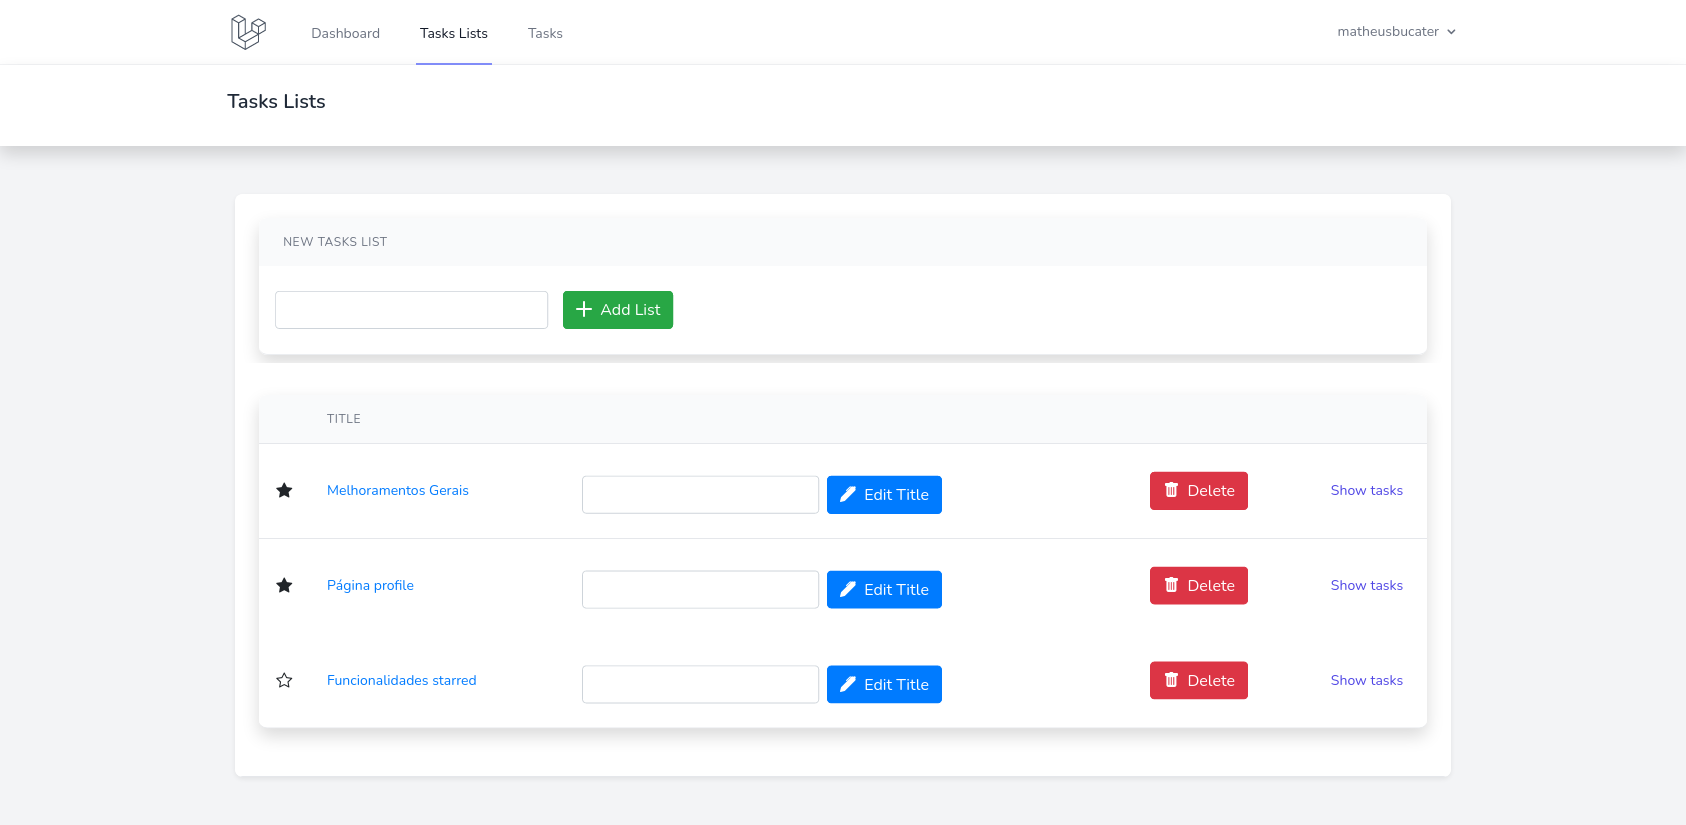 Dashboard
Tasks Lists
Tasks
matheusbucater
Tasks Lists
NEW TASKS LIST
Add List
TITLE
Melhoramentos Gerais
Edit Title
Delete
Show tasks
Página profile
Edit Title
Delete
Show tasks
Funcionalidades starred
Edit Title
Delete
Show tasks